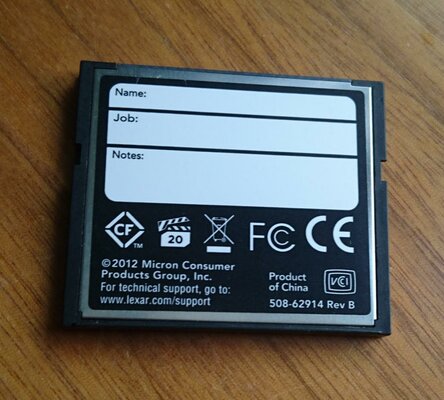 Name:
Job:
Notes:
CF TM 20 FC CE
©2012 Micron Consumer
Products Group, Inc.
For technical support, go to:
www.lexar.com/support
Product
of China
VCI
508-62914 Rev B